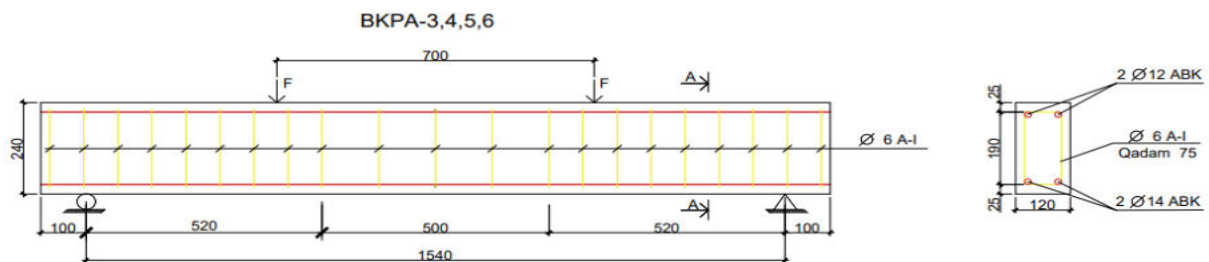 BKPA-3,4,5,6
700
F
F
A
A
240
Ø 6 A-I
100
520
500
520
100
1540
25
190
25
120
2 Ø12 ABK
Ø 6 A-I
Qadam 75
2 Ø14 ABK